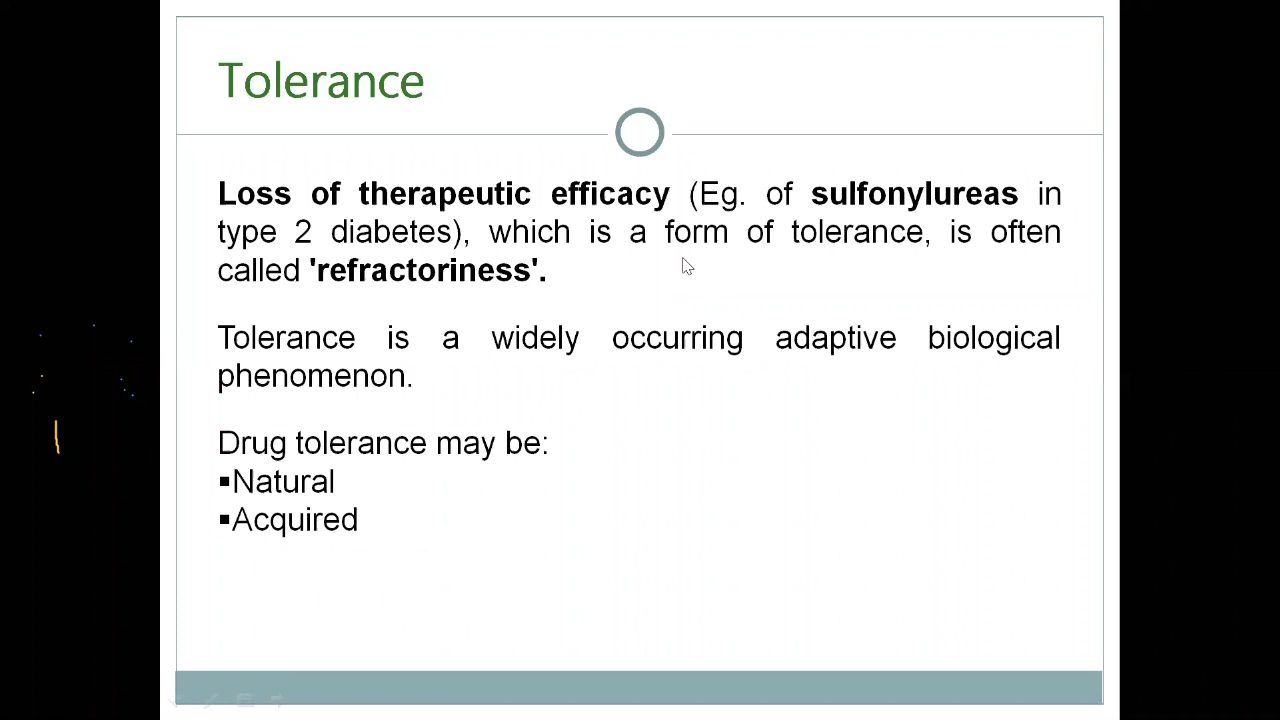 Tolerance
Loss of therapeutic efficacy (Eg. of sulfonylureas in
type 2 diabetes), which is a form of tolerance, is often
called 'refractoriness'.
Tolerance is a widely occurring adaptive biological
phenomenon.
Drug tolerance may be:
▪Natural
▪Acquired